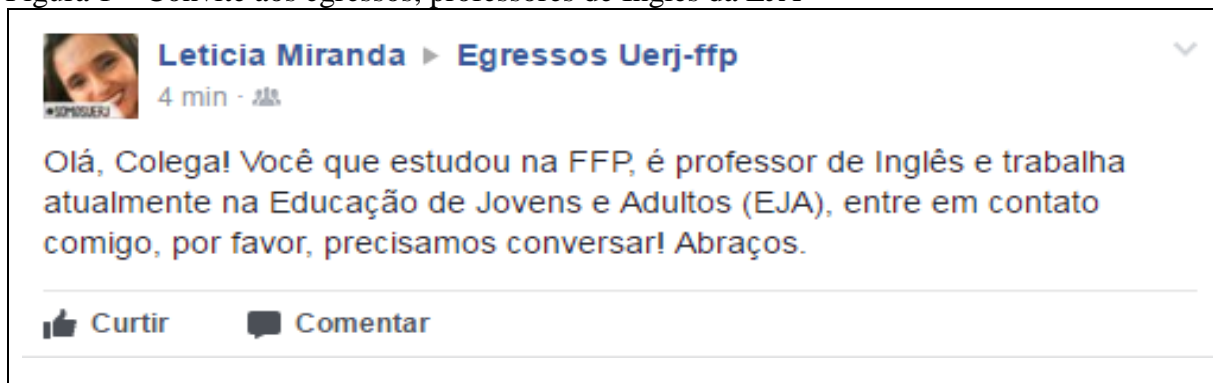 Figura 1 – Convite aos egressos, professores de Inglês da EJA
Leticia Miranda ▸ Egressos Uerj-ffp
4 min ·
#SOMOSUERJ
Olá, Colega! Você que estudou na FFP, é professor de Inglês e trabalha
atualmente na Educação de Jovens e Adultos (EJA), entre em contato
comigo, por favor, precisamos conversar! Abraços.
Curtir Comentar